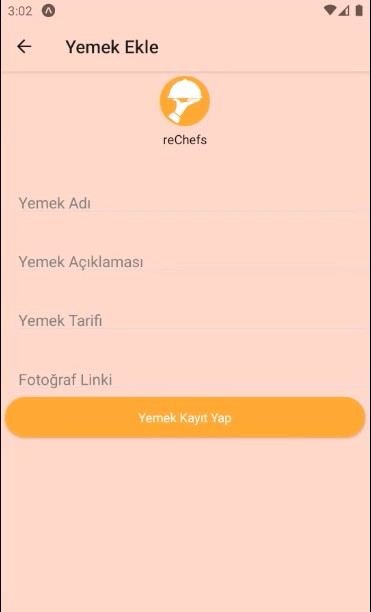 3:02
Yemek Ekle
reChefs
Yemek Adı
Yemek Açıklaması
Yemek Tarifi
Fotoğraf Linki
Yemek Kayıt Yap